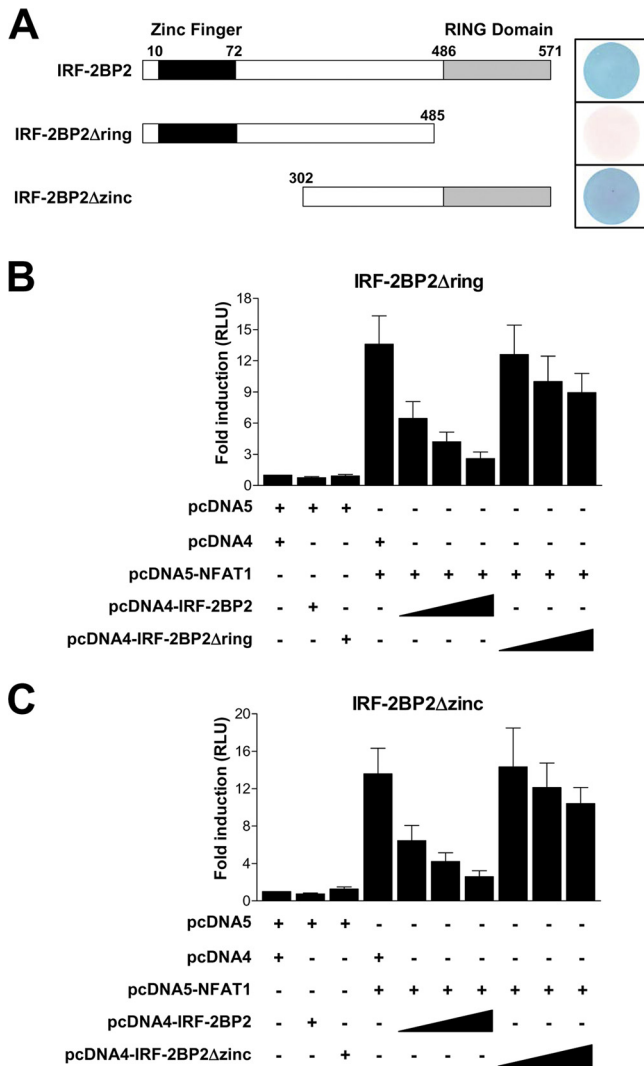 A
Zinc Finger RING Domain
10 72 486 571
IRF-2BP2
485
IRF-2BP2Δring
302
IRF-2BP2Δzinc
B
IRF-2BP2Δring
Fold induction (RLU)
18
15
12
9
6
3
0
pcDNA5 + + + - - - - - - -
pcDNA4 + - - + - - - - - -
pcDNA5-NFAT1 - - - + + + + + + +
pcDNA4-IRF-2BP2 - + - - - - -
pcDNA4-IRF-2BP2Δring - - + - - - -
C
IRF-2BP2Δzinc
Fold induction (RLU)
20
16
12
8
4
0
pcDNA5 + + + - - - - - - -
pcDNA4 + - - + - - - - - -
pcDNA5-NFAT1 - - - + + + + + + +
pcDNA4-IRF-2BP2 - + - - - - -
pcDNA4-IRF-2BP2Δzinc - - + - - - -